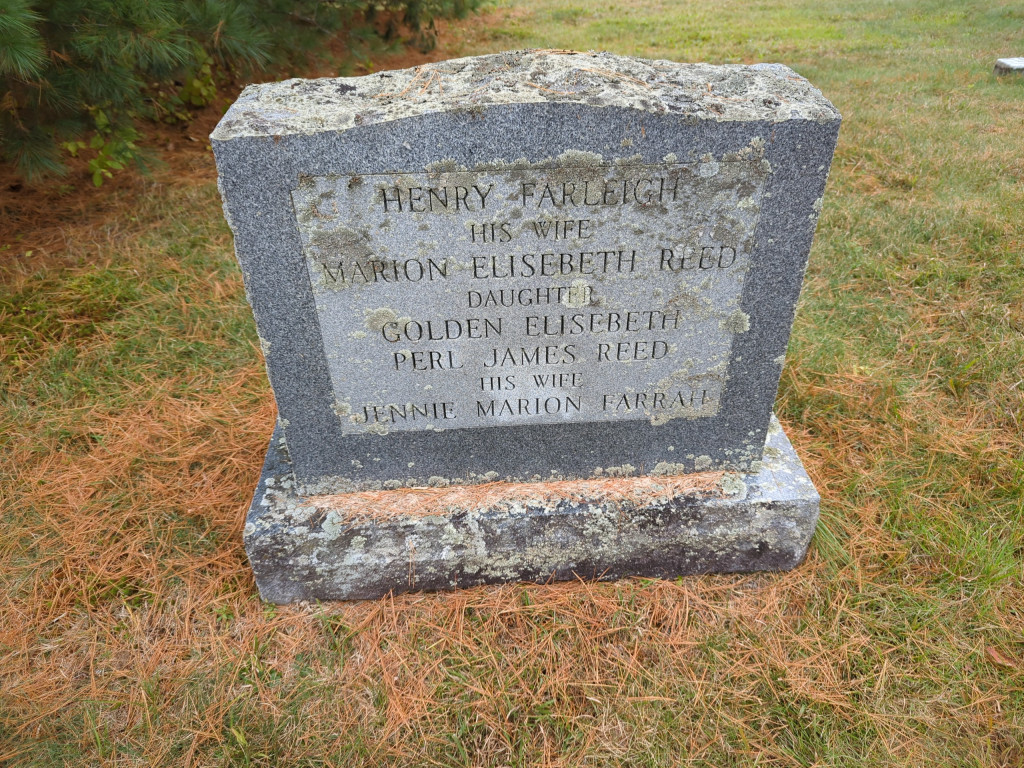 HENRY FARLEIGH
HIS WIFE
MARION ELISEBETH REED
DAUGHTER
GOLDEN ELISEBETH
PERL JAMES REED
HIS WIFE
JENNIE MARION FARRAH